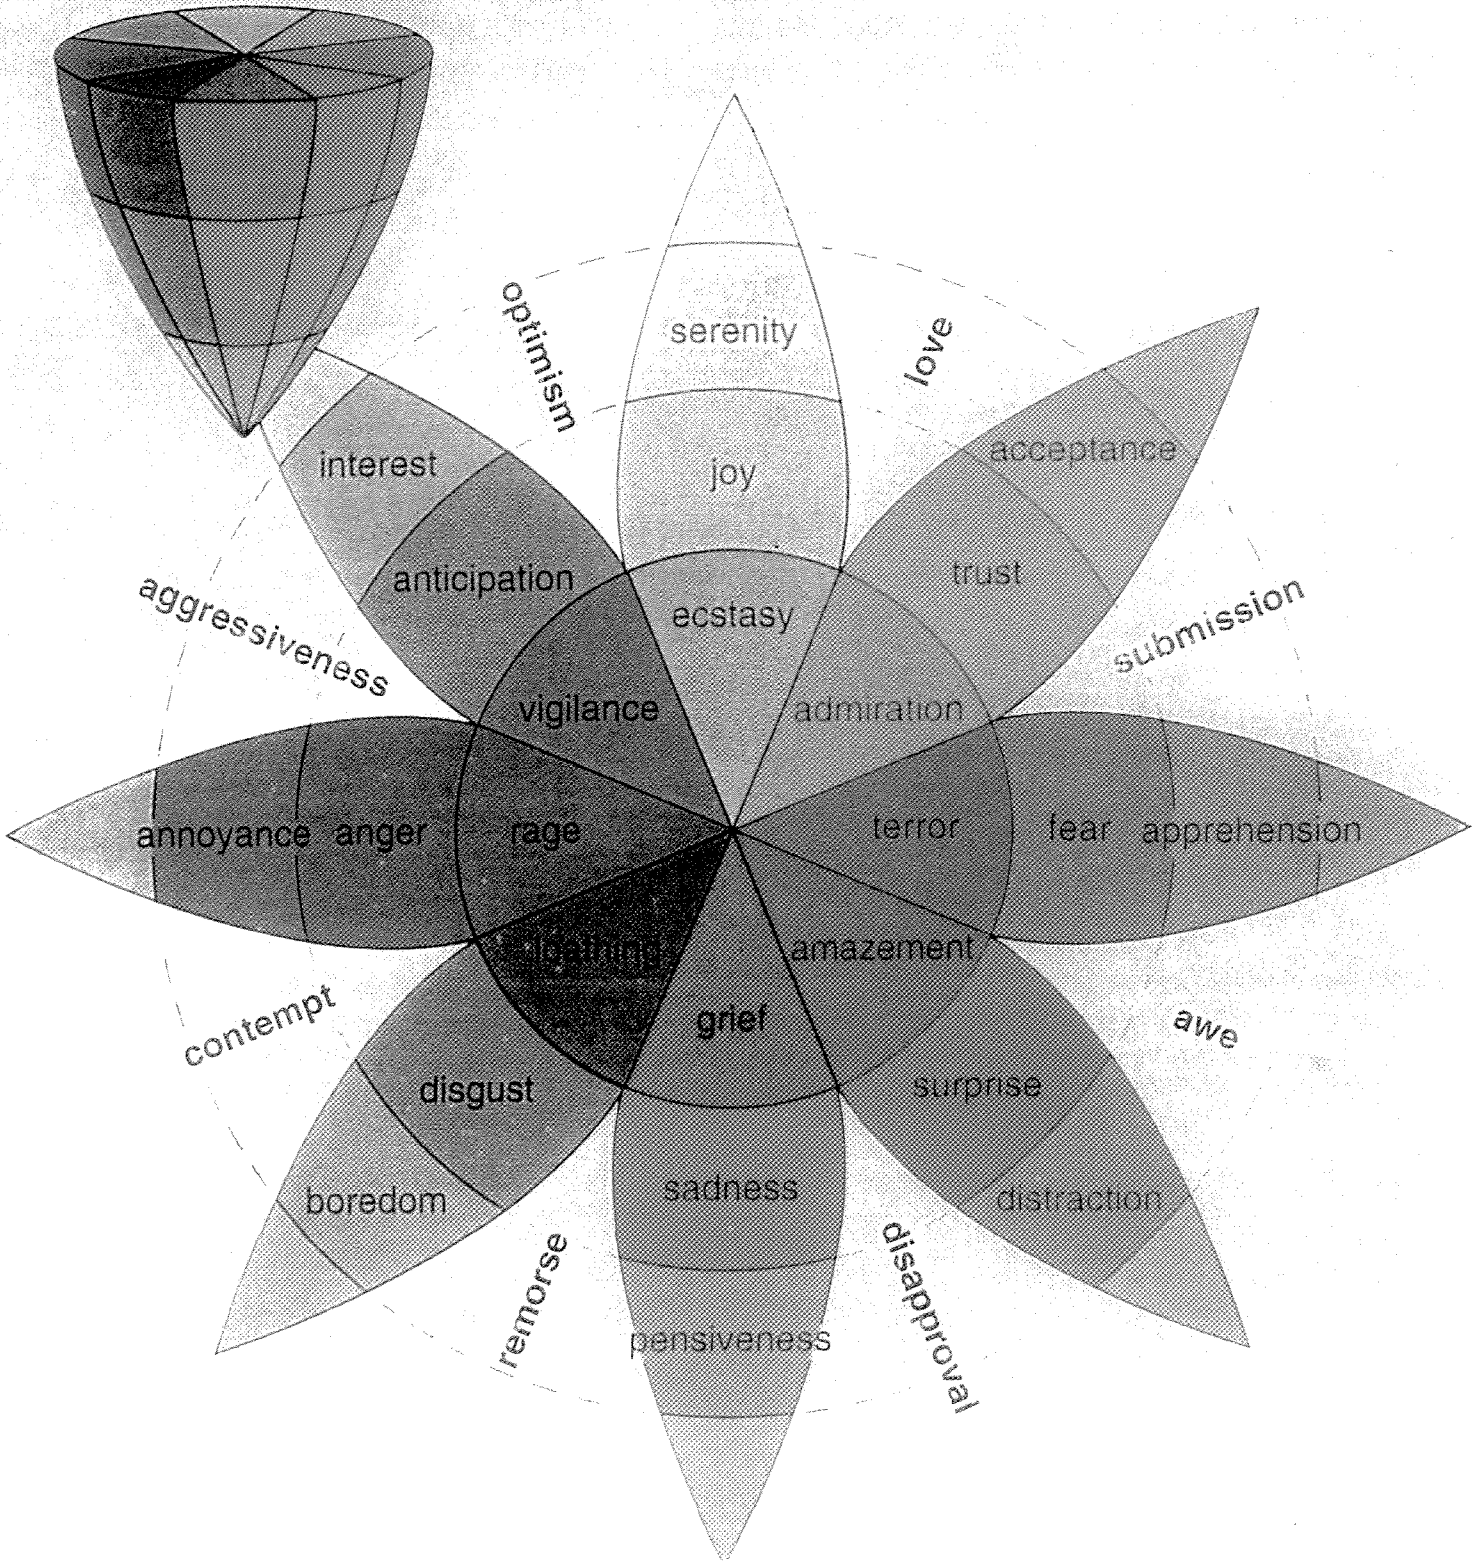 optimism
love
serenity
acceptance
interest
joy
trust
anticipation
ecstasy
aggressiveness
submission
vigilance
admiration
annoyance
anger
rage
terror
fear
apprehension
loathing
amazement
contempt
grief
awe
disgust
surprise
boredom
sadness
distraction
remorse
pensiveness
disapproval